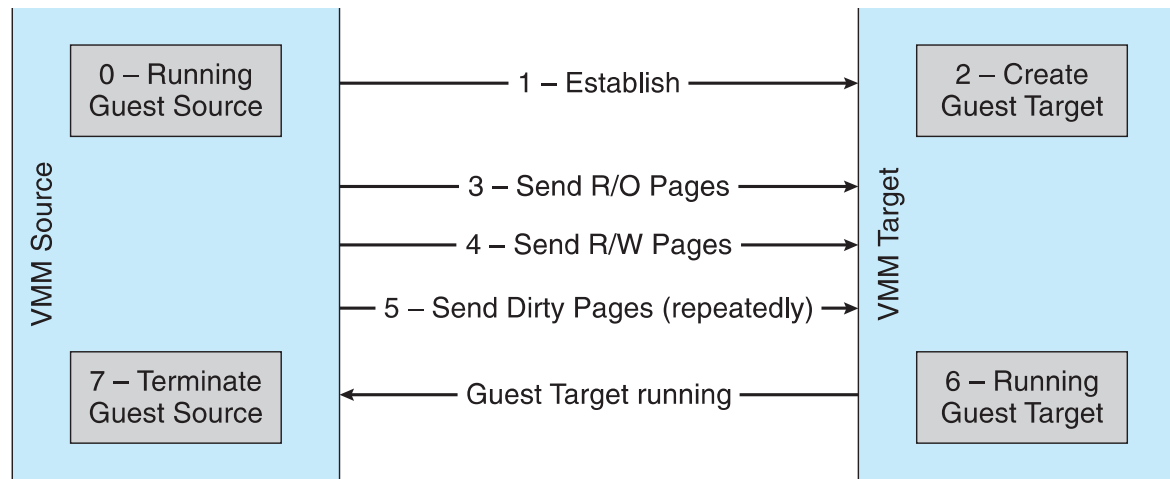 0 – Running
Guest Source
1 – Establish
2 – Create
Guest Target
VMM Source
3 – Send R/O Pages
4 – Send R/W Pages
5 – Send Dirty Pages (repeatedly)
VMM Target
7 – Terminate
Guest Source
Guest Target running
6 – Running
Guest Target